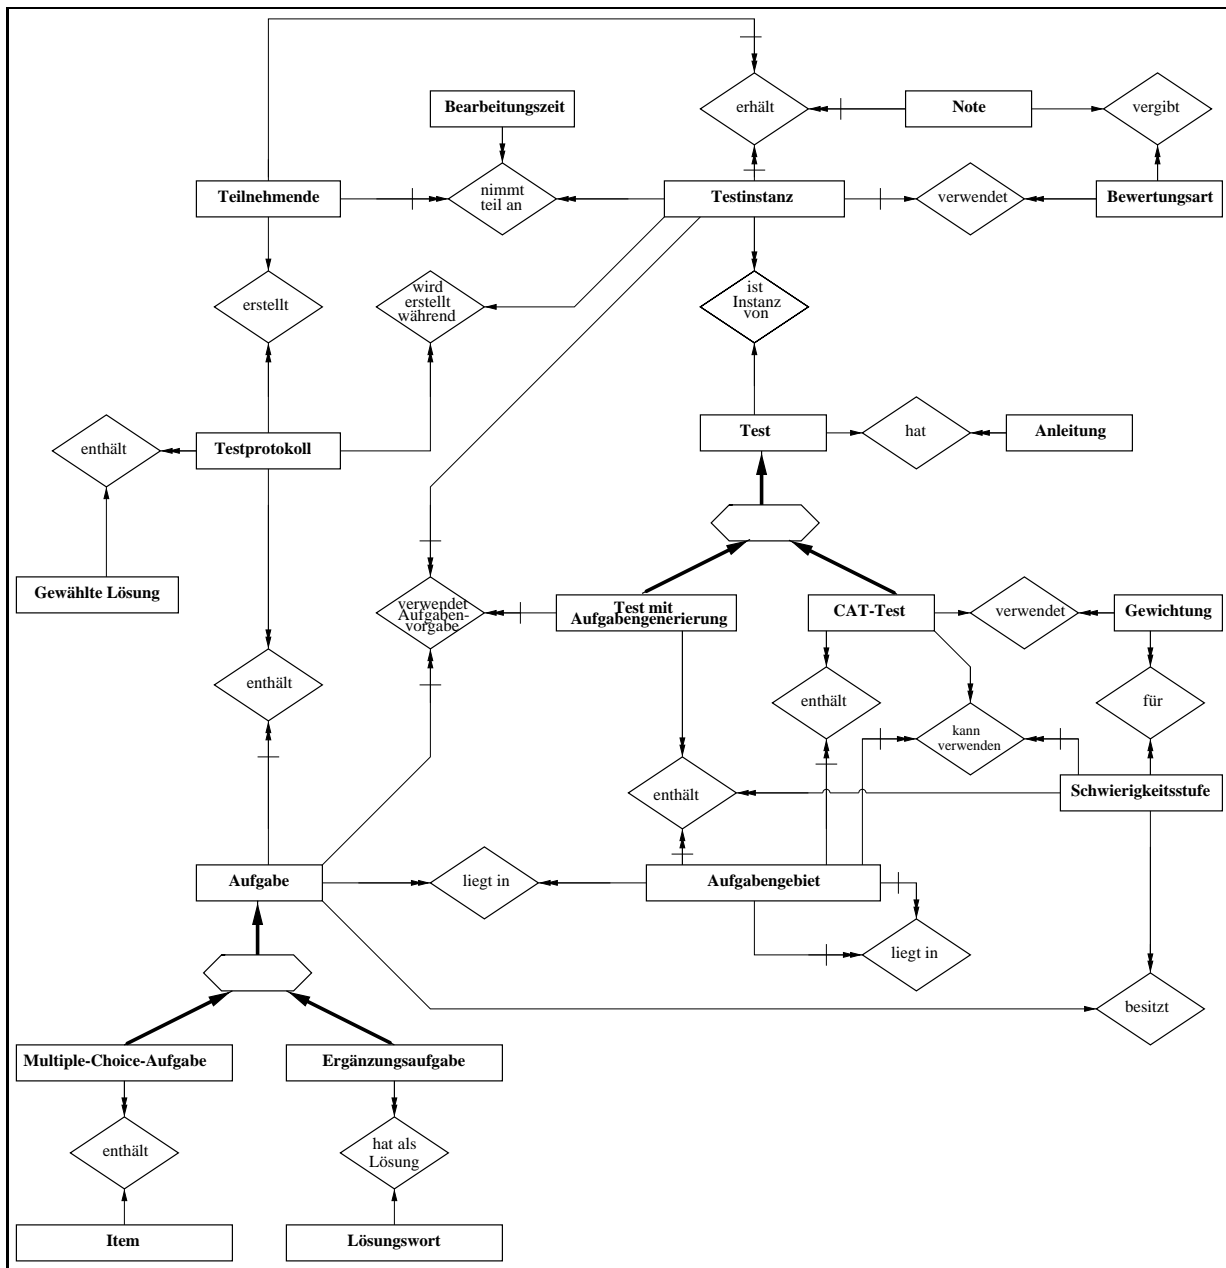 Bearbeitungszeit
erhält
Note
vergibt
Teilnehmende
nimmt
teil an
Testinstanz
verwendet
Bewertungsart
erstellt
wird
erstellt
während
ist
Instanz
von
enthält
Testprotokoll
Test
hat
Anleitung
Gewählte Lösung
verwendet
Aufgaben-
vorgabe
Test mit
Aufgabengenerierung
CAT-Test
verwendet
Gewichtung
enthält
enthält
kann
verwenden
für
enthält
Schwierigkeitsstufe
Aufgabe
liegt in
Aufgabengebiet
liegt in
besitzt
Multiple-Choice-Aufgabe
Ergänzungsaufgabe
enthält
hat als
Lösung
Item
Lösungswort